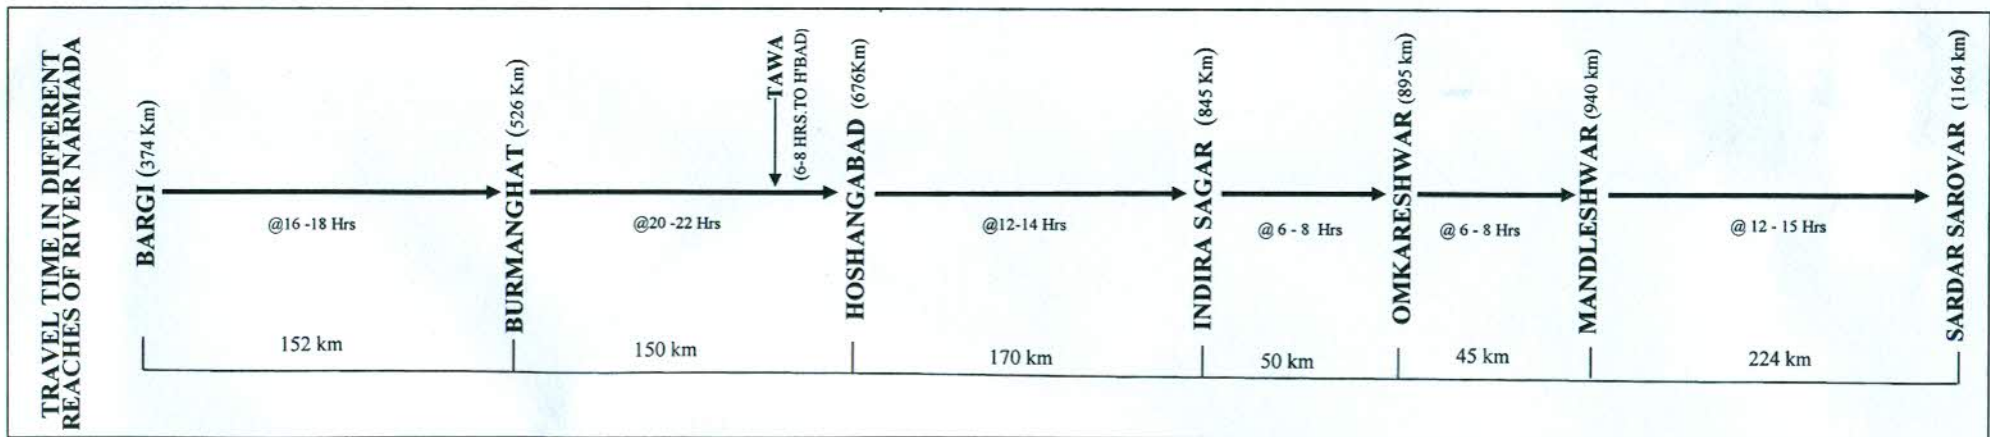 TRAVEL TIME IN DIFFERENT
REACHES OF RIVER NARMADA
BARGI (374 Km)
@16 -18 Hrs
152 km
BURMANGHAT (526 Km)
@20 -22 Hrs
150 km
TAWA
(6-8 HRS.TO H'BAD)
HOSHANGABAD (676Km)
@12-14 Hrs
170 km
INDIRA SAGAR (845 Km)
@ 6 - 8 Hrs
50 km
OMKARESHWAR (895 km)
@ 6 - 8 Hrs
45 km
MANDLESHWAR (940 km)
@ 12 - 15 Hrs
224 km
SARDAR SAROVAR (1164 km)